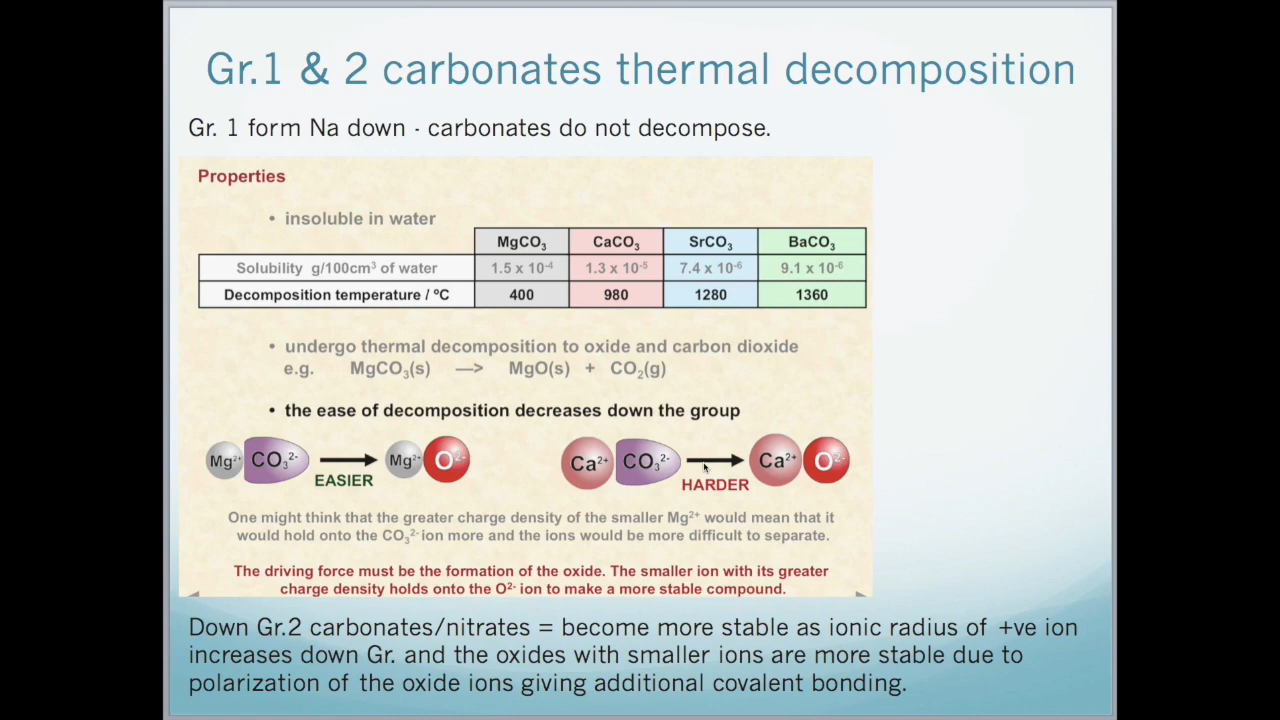 Gr.1 & 2 carbonates thermal decomposition
Gr. 1 form Na down - carbonates do not decompose.
Properties
• insoluble in water
MgCO₃ CaCO₃ SrCO₃ BaCO₃
Solubility g/100cm³ of water 1.5 x 10⁻⁴ 1.3 x 10⁻⁵ 7.4 x 10⁻⁶ 9.1 x 10⁻⁶
Decomposition temperature / ºC 400 980 1280 1360
• undergo thermal decomposition to oxide and carbon dioxide
e.g. MgCO₃(s) —> MgO(s) + CO₂(g)
• the ease of decomposition decreases down the group
Mg²⁺ CO₃²⁻ Mg²⁺ O²⁻ Ca²⁺ CO₃²⁻ Ca²⁺ O²⁻
EASIER HARDER
One might think that the greater charge density of the smaller Mg²⁺ would mean that it
would hold onto the CO₃²⁻ ion more and the ions would be more difficult to separate.
The driving force must be the formation of the oxide. The smaller ion with its greater
charge density holds onto the O²⁻ ion to make a more stable compound.
Down Gr.2 carbonates/nitrates = become more stable as ionic radius of +ve ion
increases down Gr. and the oxides with smaller ions are more stable due to
polarization of the oxide ions giving additional covalent bonding.